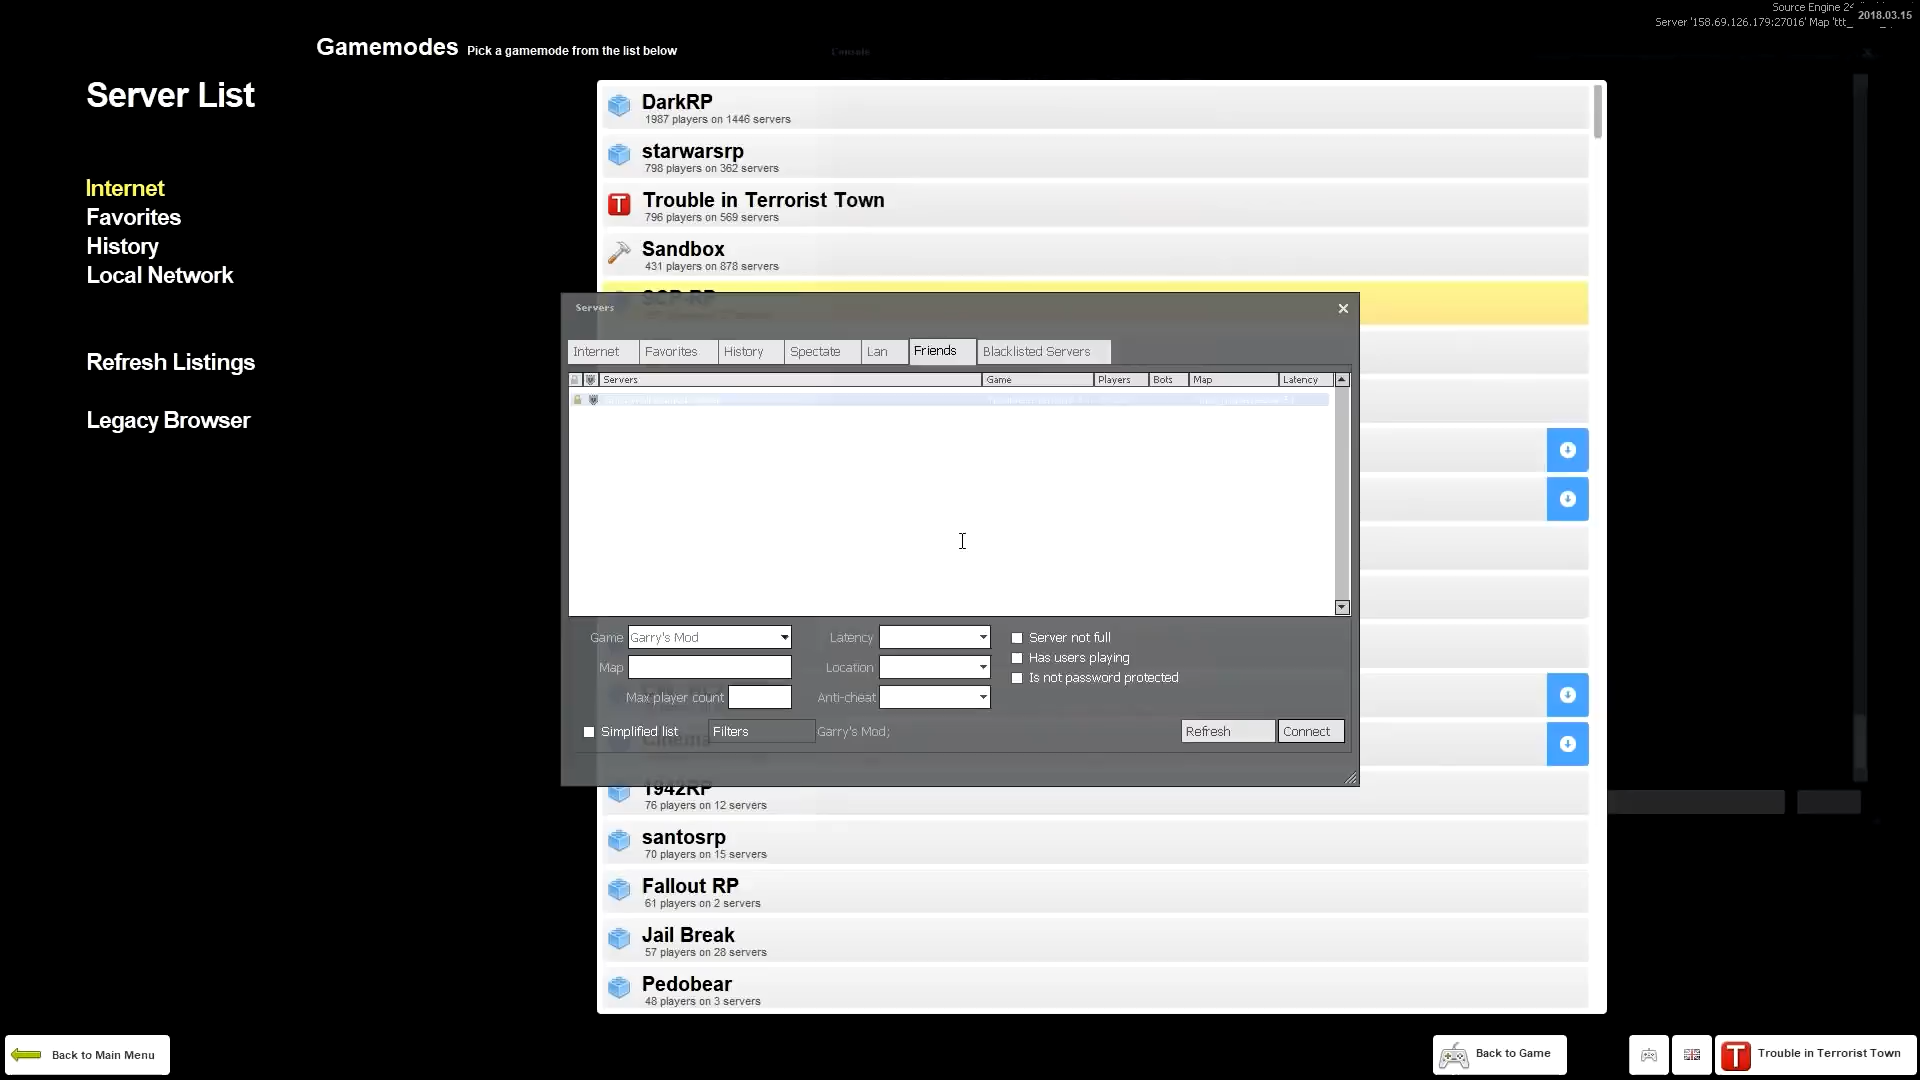 Source Engine 24
2018.03.15
Server '158.69.126.179:27016' Map 'ttt_
Gamemodes Pick a gamemode from the list below
Console
Server List
Internet
Favorites
History
Local Network
Refresh Listings
Legacy Browser
DarkRP
1987 players on 1446 servers
starwarsrp
798 players on 362 servers
Trouble in Terrorist Town
796 players on 569 servers
Sandbox
431 players on 878 servers
SCP-RP
Servers
Internet Favorites History Spectate Lan Friends Blacklisted Servers
Servers Game Players Bots Map Latency
Game Garry's Mod Latency Server not full
Map Location Has users playing
Max player count Anti-cheat Is not password protected
Simplified list Filters Garry's Mod; Refresh Connect
Cinema
1942RP
76 players on 12 servers
santosrp
70 players on 15 servers
Fallout RP
61 players on 2 servers
Jail Break
57 players on 28 servers
Pedobear
48 players on 3 servers
Back to Main Menu
Back to Game
Trouble in Terrorist Town